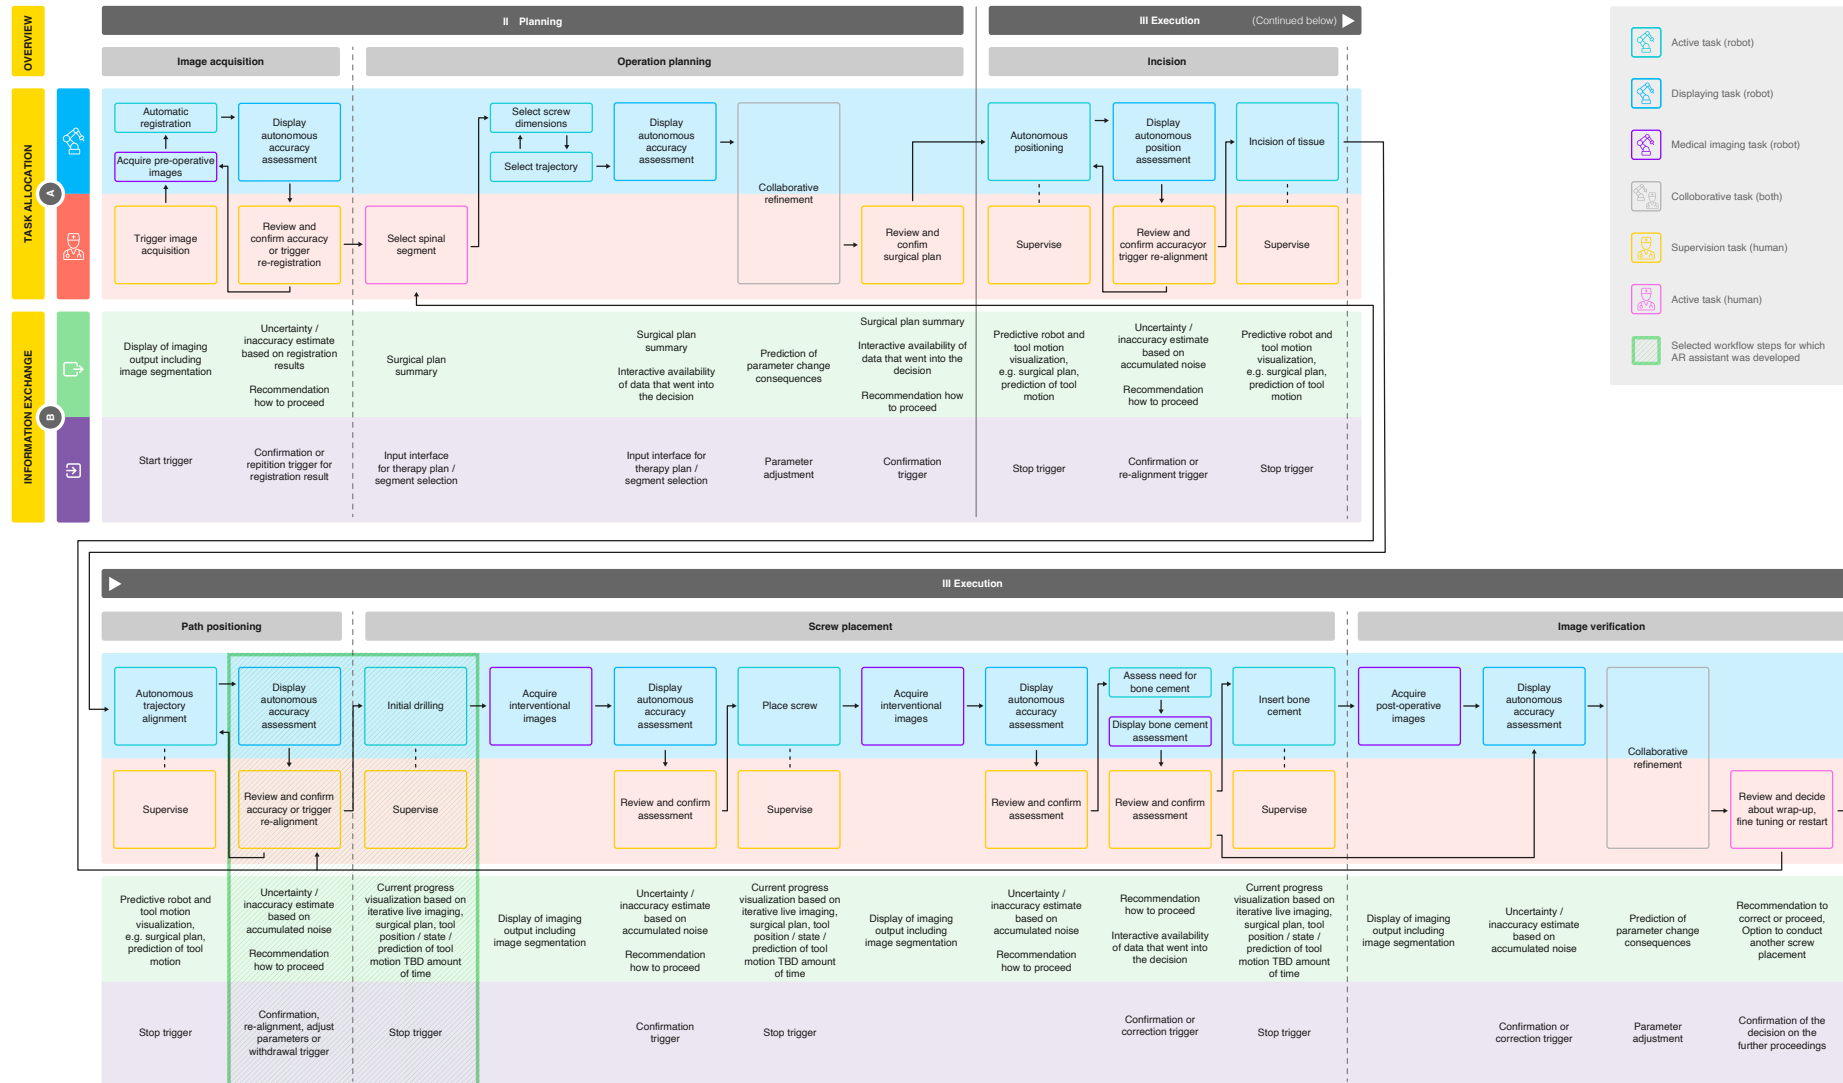 OVERVIEW
II Planning
III Execution
(Continued below)
Image acquisition
Operation planning
Incision
TASK ALLOCATION
A
Automatic
registration
Acquire pre-operative
images
Display
autonomous
accuracy
assessment
Select screw
dimensions
Select trajectory
Display
autonomous
accuracy
assessment
Collaborative
refinement
Autonomous
positioning
Display
autonomous
position
assessment
Incision of tissue
Trigger image
acquisition
Review and
confirm accuracy
or trigger
re-registration
Select spinal
segment
Review and
confim
surgical plan
Supervise
Review and
confirm accuracyor
trigger re-alignment
Supervise
INFORMATION EXCHANGE
B
Display of imaging
output including
image segmentation
Uncertainty /
inaccuracy estimate
based on registration
results
Recommendation
how to proceed
Surgical plan
summary
Surgical plan
summary
Interactive availability
of data that went into
the decision
Prediction of
parameter change
consequences
Surgical plan summary
Interactive availability of
data that went into the
decision
Recommendation how
to proceed
Predictive robot and
tool motion
visualization,
e.g. surgical plan,
prediction of tool
motion
Uncertainty /
inaccuracy estimate
based on
accumulated noise
Recommendation
how to proceed
Predictive robot and
tool motion
visualization,
e.g. surgical plan,
prediction of tool
motion
Start trigger
Confirmation or
repitition trigger for
registration result
Input interface
for therapy plan /
segment selection
Input interface for
therapy plan /
segment selection
Parameter
adjustment
Confirmation
trigger
Stop trigger
Confirmation or
re-alignment trigger
Stop trigger
Active task (robot)
Displaying task (robot)
Medical imaging task (robot)
Collaborative task (both)
Supervision task (human)
Active task (human)
Selected workflow steps for which
AR assistant was developed
III Execution
Path positioning
Screw placement
Image verification
Autonomous
trajectory
alignment
Display
autonomous
accuracy
assessment
Initial drilling
Acquire
interventional
images
Display
autonomous
accuracy
assessment
Place screw
Acquire
interventional
images
Display
autonomous
accuracy
assessment
Assess need for
bone cement
Display bone cement
assessment
Insert bone
cement
Acquire
post-operative
images
Display
autonomous
accuracy
assessment
Collaborative
refinement
Supervise
Review and confirm
accuracy or trigger
re-alignment
Supervise
Review and confirm
assessment
Supervise
Review and confirm
assessment
Review and confirm
assessment
Supervise
Review and decide
about wrap-up,
fine tuning or restart
Predictive robot and
tool motion
visualization,
e.g. surgical plan,
prediction of tool
motion
Uncertainty /
inaccuracy estimate
based on
accumulated noise
Recommendation
how to proceed
Current progress
visualization based on
iterative live imaging,
surgical plan, tool
position / state /
prediction of tool
motion TBD amount
of time
Display of imaging
output including
image segmentation
Uncertainty /
inaccuracy estimate
based on
accumulated noise
Recommendation
how to proceed
Current progress
visualization based on
iterative live imaging,
surgical plan, tool
position / state /
prediction of tool
motion TBD amount
of time
Display of imaging
output including
image segmentation
Uncertainty /
inaccuracy estimate
based on
accumulated noise
Recommendation
how to proceed
Recommendation
how to proceed
Interactive availability
of data that went into
the decision
Current progress
visualization based on
iterative live imaging,
surgical plan, tool
position / state /
prediction of tool
motion TBD amount
of time
Display of imaging
output including
image segmentation
Uncertainty /
inaccuracy estimate
based on
accumulated noise
Prediction of
parameter change
consequences
Recommendation to
correct or proceed,
Option to conduct
another screw
placement
Stop trigger
Confirmation,
re-alignment, adjust
parameters or
withdrawal trigger
Stop trigger
Confirmation
trigger
Stop trigger
Confirmation or
correction trigger
Stop trigger
Confirmation or
correction trigger
Parameter
adjustment
Confirmation of the
decision on the
further proceedings